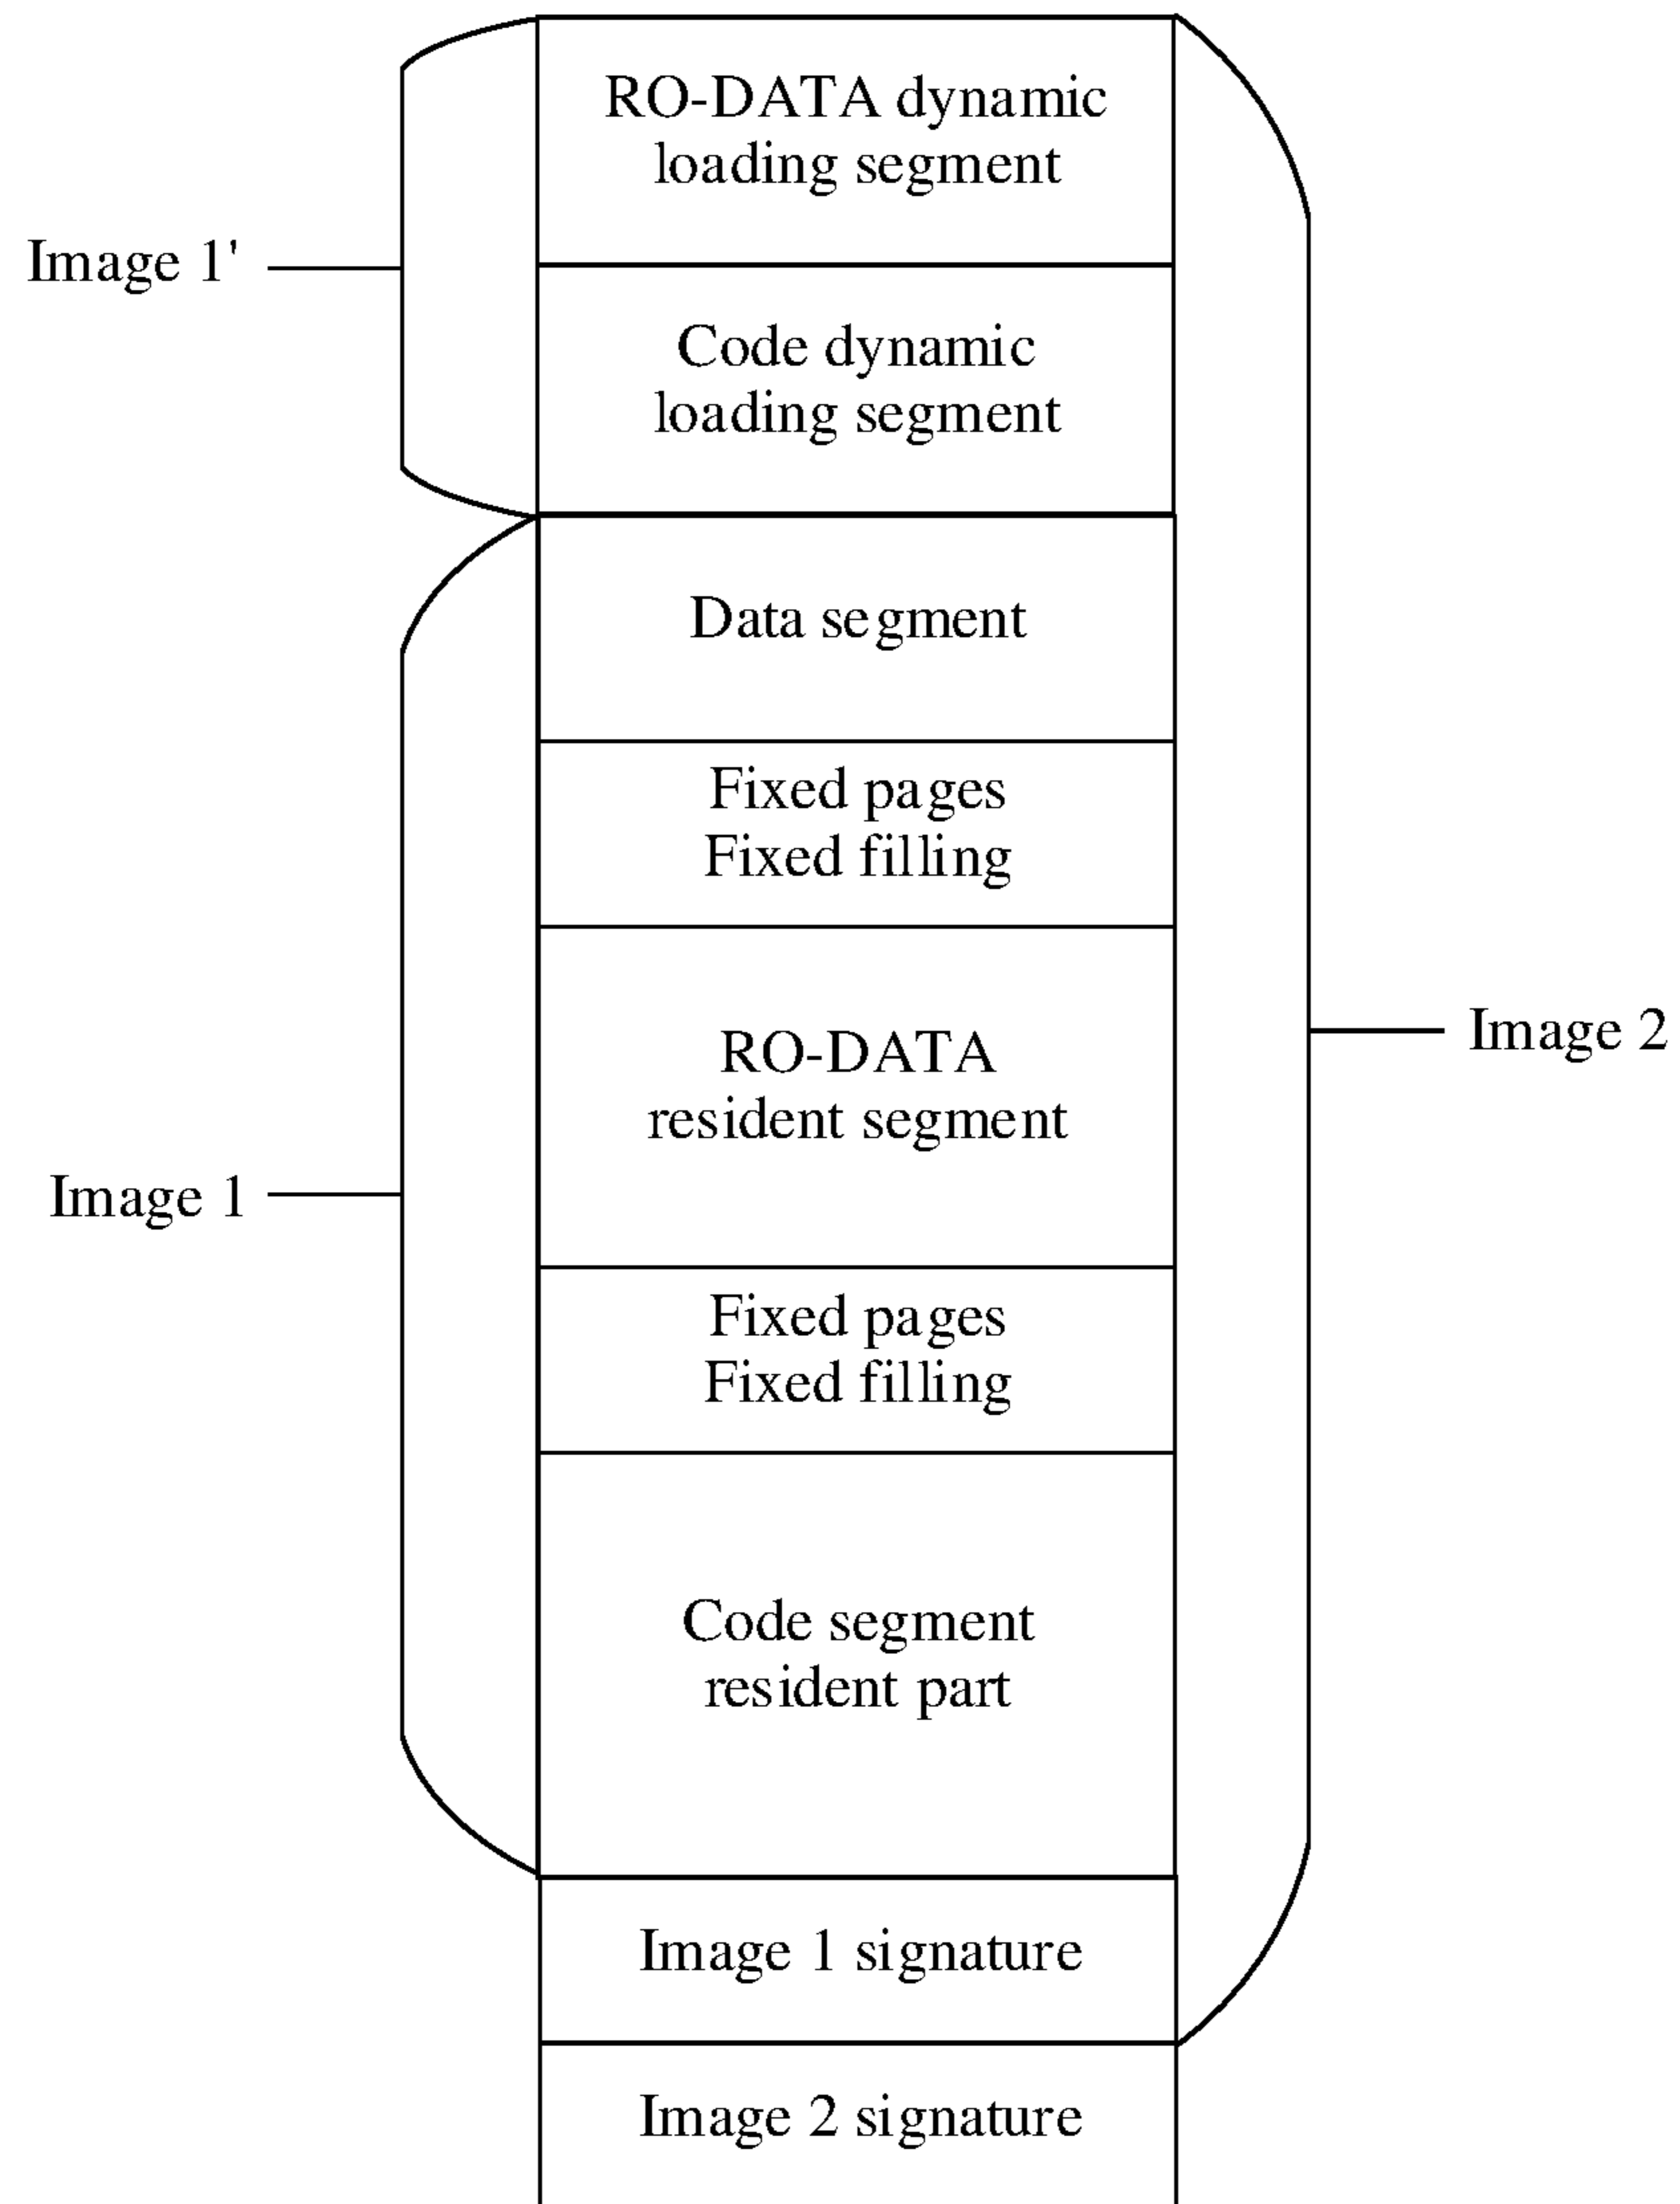 RO-DATA dynamic
loading segment
Image 1'
Code dynamic
loading segment
Data segment
Fixed pages
Fixed filling
RO-DATA
resident segment
Image 2
Image 1
Fixed pages
Fixed filling
Code segment
resident part
Image 1 signature
Image 2 signature